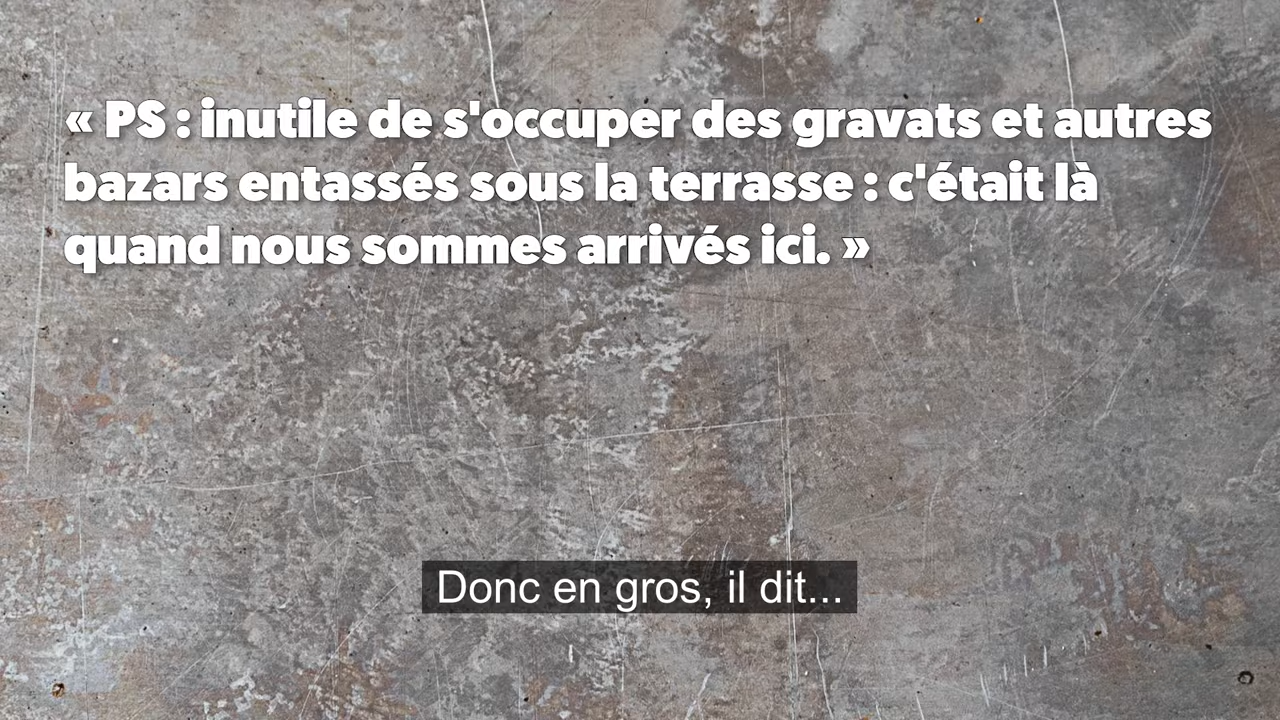 « PS : inutile de s'occuper des gravats et autres
bazars entassés sous la terrasse : c'était là
quand nous sommes arrivés ici. »
Donc en gros, il dit...